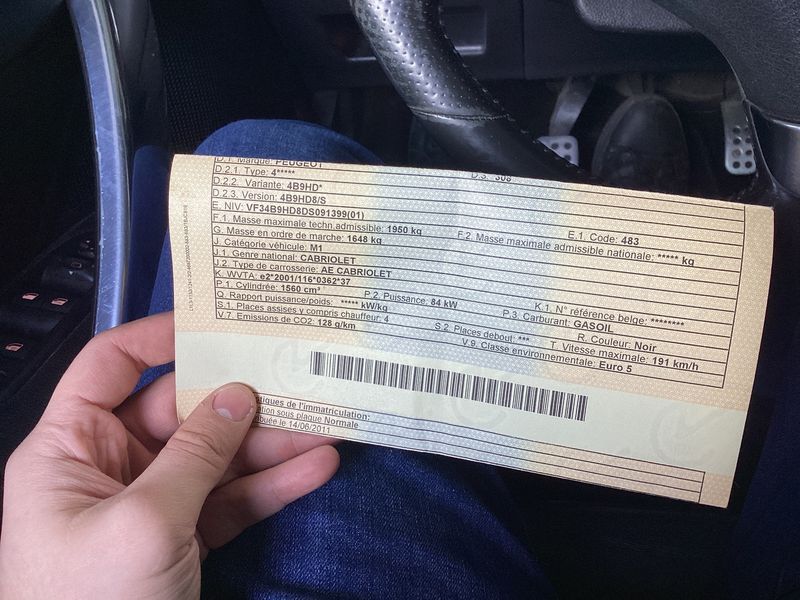 D.1. Marque: PEUGEOT D.3. 308
D.2.1. Type: 4*****
D.2.2. Variante: 4B9HD*
D.2.3. Version: 4B9HD8/S
E. NIV: VF34B9HD8DS091399(01) E.1. Code: 483
F.1. Masse maximale techn.admissible: 1950 kg F.2. Masse maximale admissible nationale: ***** kg
G. Masse en ordre de marche: 1648 kg
J. Catégorie véhicule: M1
J.1. Genre national: CABRIOLET
J.2. Type de carrosserie: AE CABRIOLET
K. WVTA: e2*2001/116*0362*37 K.1. N° référence belge: ********
P.1. Cylindrée: 1560 cm³ P.2. Puissance: 84 kW P.3. Carburant: GASOIL
Q. Rapport puissance/poids: ***** kW/kg R. Couleur: Noir
S.1. Places assises y compris chauffeur: 4 S.2. Places debout: *** T. Vitesse maximale: 191 km/h
V.7. Emissions de CO2: 128 g/km V.9. Classe environnementale: Euro 5
de l'immatriculation:
sous plaque Normale
le 14/06/2011